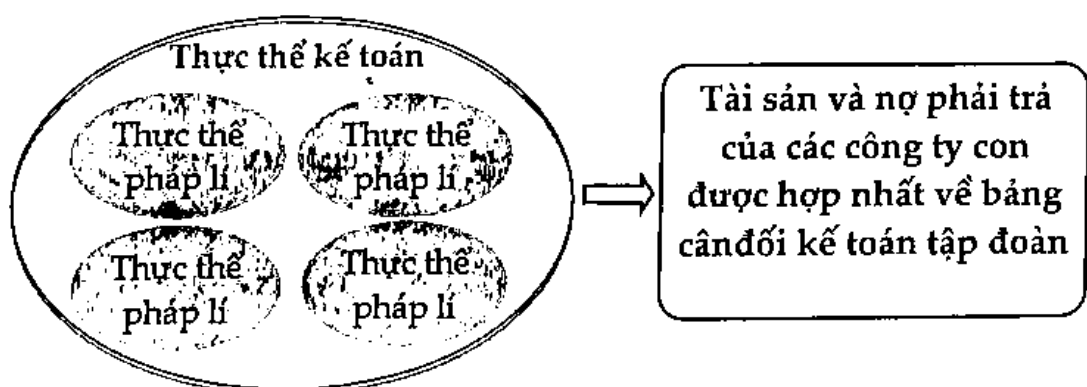 Thực thể kế toán
Thực thể
pháp lí
Thực thể
pháp lí
Thực thể
pháp lí
Thực thể
pháp lí
Tài sản và nợ phải trả
của các công ty con
được hợp nhất về bảng
cânđối kế toán tập đoàn